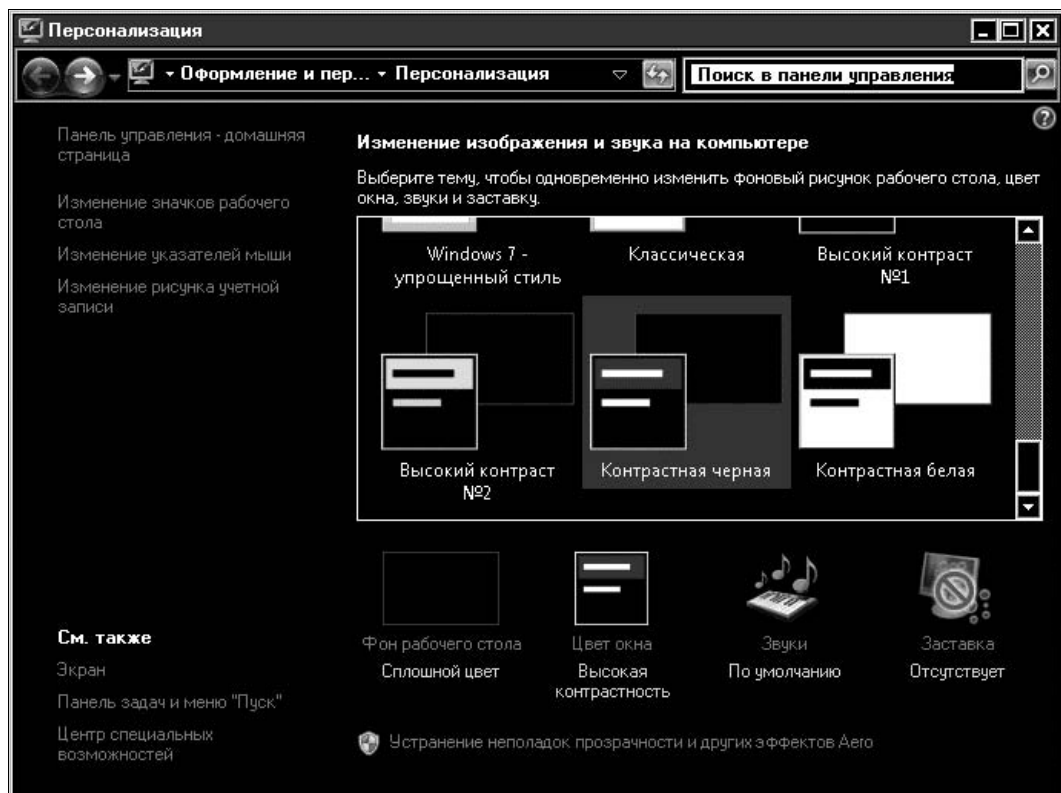 Персонализация
Оформление и пер... Персонализация
Поиск в панели управления
Панель управления - домашняя
страница
Изменение значков рабочего
стола
Изменение указателей мыши
Изменение рисунка учетной
записи
Изменение изображения и звука на компьютере
Выберите тему, чтобы одновременно изменить фоновый рисунок рабочего стола, цвет
окна, звуки и заставку.
Windows 7 -
упрощенный стиль
Классическая
Высокий контраст
№1
Высокий контраст
№2
Контрастная черная
Контрастная белая
Фон рабочего стола
Сплошной цвет
Цвет окна
Высокая
контрастность
Звуки
По умолчанию
Заставка
Отсутствует
См. также
Экран
Панель задач и меню "Пуск"
Центр специальных
возможностей
Устранение неполадок прозрачности и других эффектов Aero